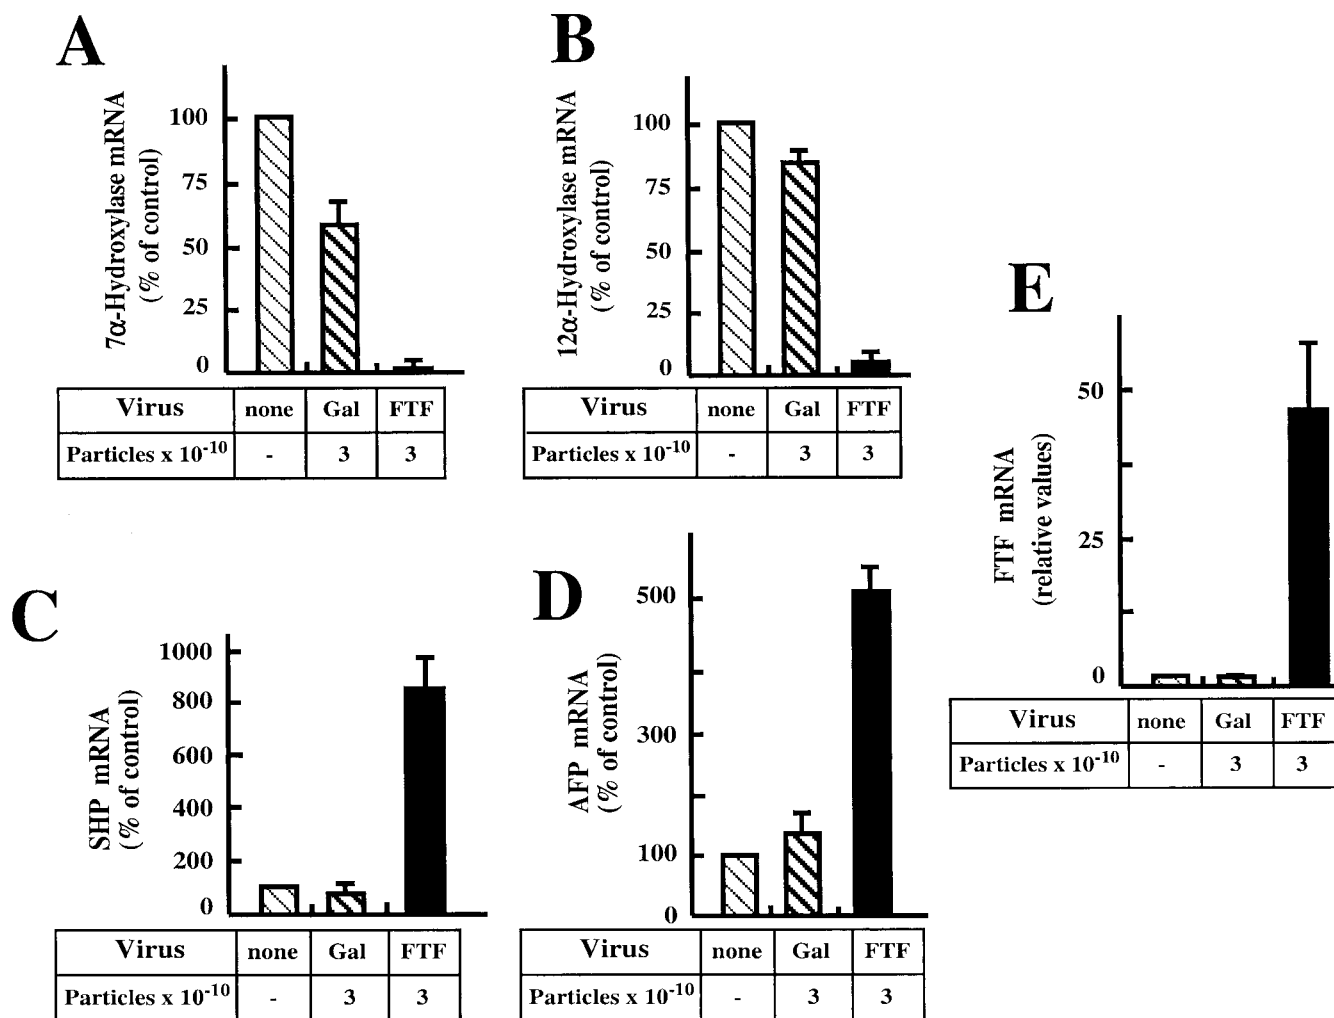 A
7α-Hydroxylase mRNA
(% of control)
100
75
50
25
0
Virus none Gal FTF
Particles x 10⁻¹⁰ - 3 3
B
12α-Hydroxylase mRNA
(% of control)
100
75
50
25
0
Virus none Gal FTF
Particles x 10⁻¹⁰ - 3 3
C
SHP mRNA
(% of control)
1000
800
600
400
200
0
Virus none Gal FTF
Particles x 10⁻¹⁰ - 3 3
D
AFP mRNA
(% of control)
500
300
100
0
Virus none Gal FTF
Particles x 10⁻¹⁰ - 3 3
E
FTF mRNA
(relative values)
50
25
0
Virus none Gal FTF
Particles x 10⁻¹⁰ - 3 3